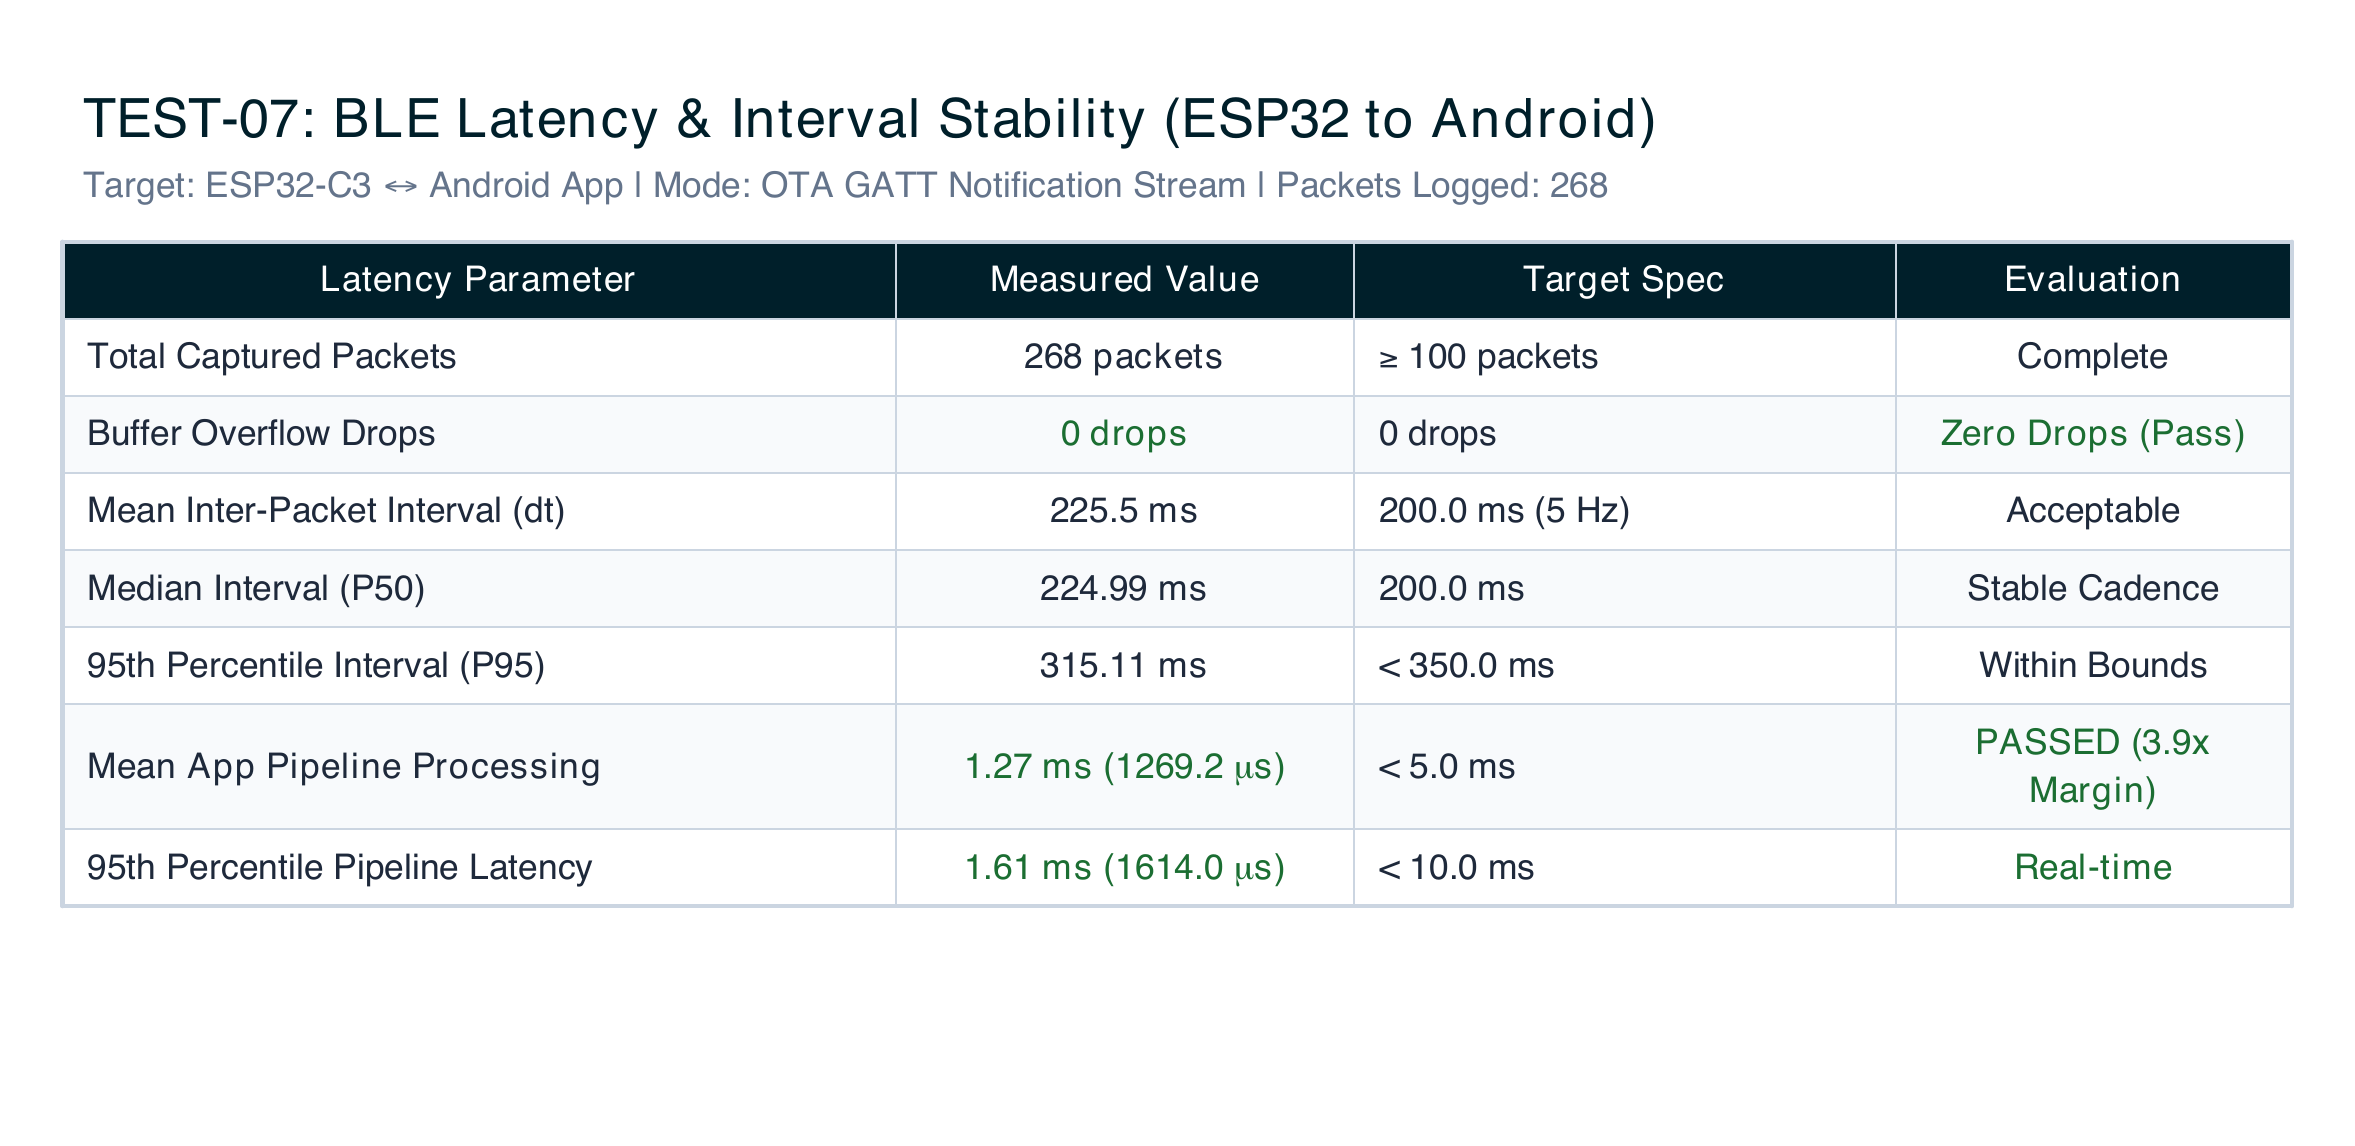 TEST-07: BLE Latency & Interval Stability (ESP32 to Android)
Target: ESP32-C3 ↔ Android App | Mode: OTA GATT Notification Stream | Packets Logged: 268
Latency Parameter Measured Value Target Spec Evaluation
Total Captured Packets 268 packets ≥ 100 packets Complete
Buffer Overflow Drops 0 drops 0 drops Zero Drops (Pass)
Mean Inter-Packet Interval (dt) 225.5 ms 200.0 ms (5 Hz) Acceptable
Median Interval (P50) 224.99 ms 200.0 ms Stable Cadence
95th Percentile Interval (P95) 315.11 ms < 350.0 ms Within Bounds
Mean App Pipeline Processing 1.27 ms (1269.2 µs) < 5.0 ms PASSED (3.9x
Margin)
95th Percentile Pipeline Latency 1.61 ms (1614.0 µs) < 10.0 ms Real-time